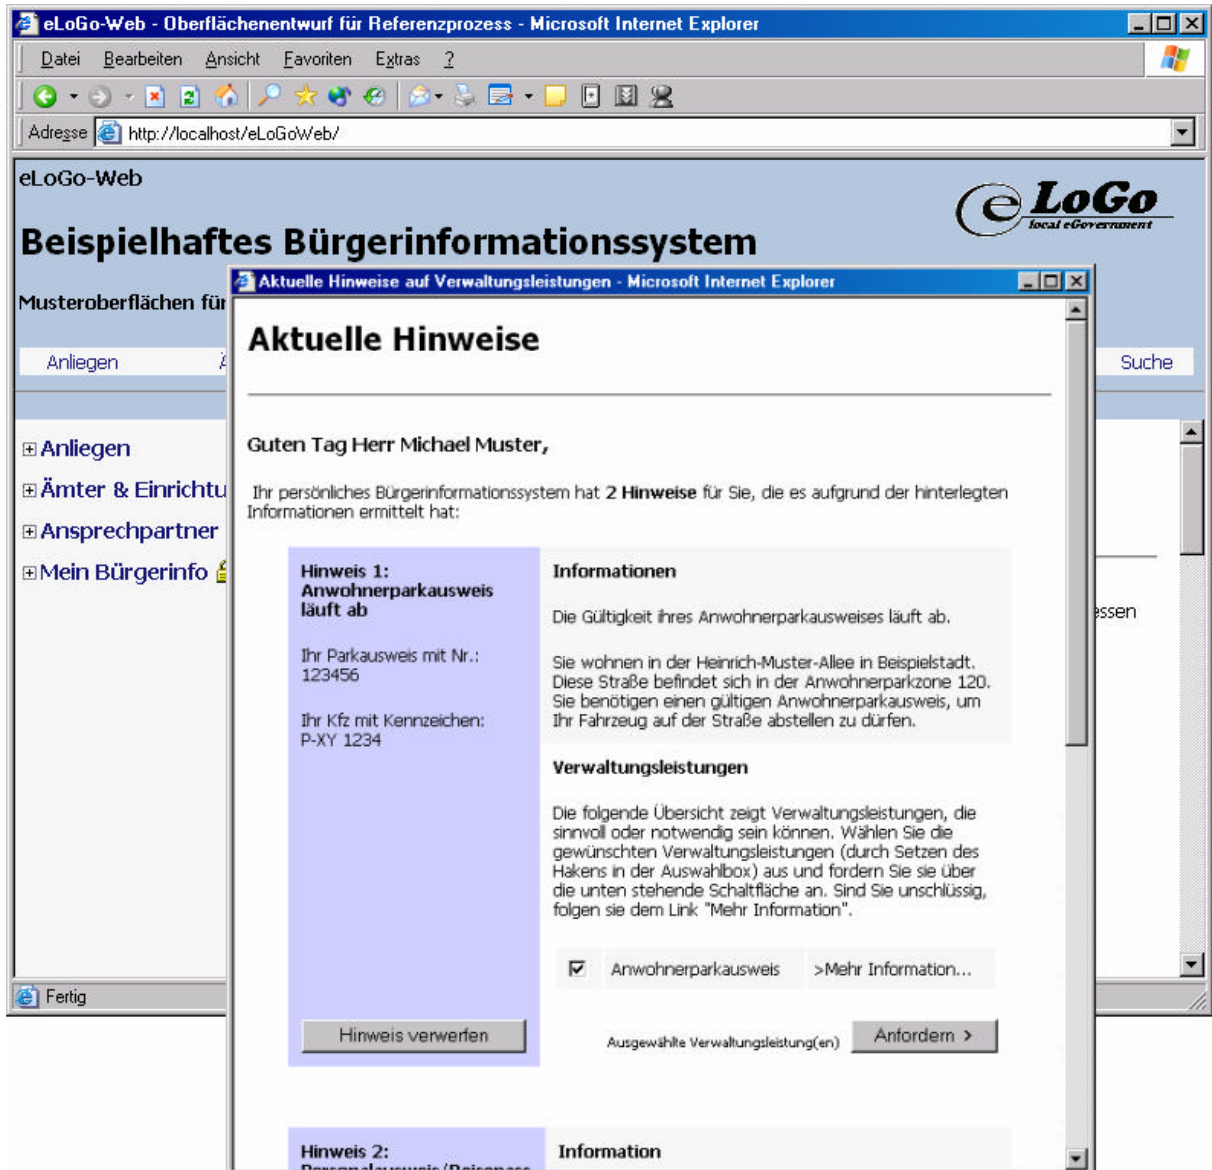 eLoGo-Web - Oberflächenentwurf für Referenzprozess - Microsoft Internet Explorer
Datei Bearbeiten Ansicht Favoriten Extras ?
Adresse http://localhost/eLoGoWeb/
eLoGo-Web
e LoGo
local eGovernment
Beispielhaftes Bürgerinformationssystem
Musteroberflächen für
Anliegen
Suche
Anliegen
Ämter & Einrichtu
Ansprechpartner
Mein Bürgerinfo
essen
Fertig
Aktuelle Hinweise auf Verwaltungsleistungen - Microsoft Internet Explorer
Aktuelle Hinweise
Guten Tag Herr Michael Muster,
Ihr persönliches Bürgerinformationssystem hat 2 Hinweise für Sie, die es aufgrund der hinterlegten
Informationen ermittelt hat:
Hinweis 1:
Anwohnerparkausweis
läuft ab
Ihr Parkausweis mit Nr.:
123456
Ihr Kfz mit Kennzeichen:
P-XY 1234
Hinweis verwerfen
Informationen
Die Gültigkeit ihres Anwohnerparkausweises läuft ab.
Sie wohnen in der Heinrich-Muster-Allee in Beispielstadt.
Diese Straße befindet sich in der Anwohnerparkzone 120.
Sie benötigen einen gültigen Anwohnerparkausweis, um
Ihr Fahrzeug auf der Straße abstellen zu dürfen.
Verwaltungsleistungen
Die folgende Übersicht zeigt Verwaltungsleistungen, die
sinnvoll oder notwendig sein können. Wählen Sie die
gewünschten Verwaltungsleistungen (durch Setzen des
Hakens in der Auswahlbox) aus und fordern Sie sie über
die unten stehende Schaltfläche an. Sind Sie unschlüssig,
folgen sie dem Link "Mehr Information".
Anwohnerparkausweis >Mehr Information...
Ausgewählte Verwaltungsleistung(en) Anfordern >
Hinweis 2:
Personalausweis/Reisepass
Information